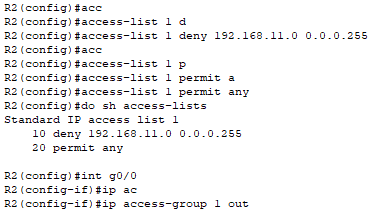 R2(config)#acc
R2(config)#access-list 1 d
R2(config)#access-list 1 deny 192.168.11.0 0.0.0.255
R2(config)#acc
R2(config)#access-list 1 p
R2(config)#access-list 1 permit a
R2(config)#access-list 1 permit any
R2(config)#do sh access-lists
Standard IP access list 1
    10 deny 192.168.11.0 0.0.0.255
    20 permit any

R2(config)#int g0/0
R2(config-if)#ip ac
R2(config-if)#ip access-group 1 out